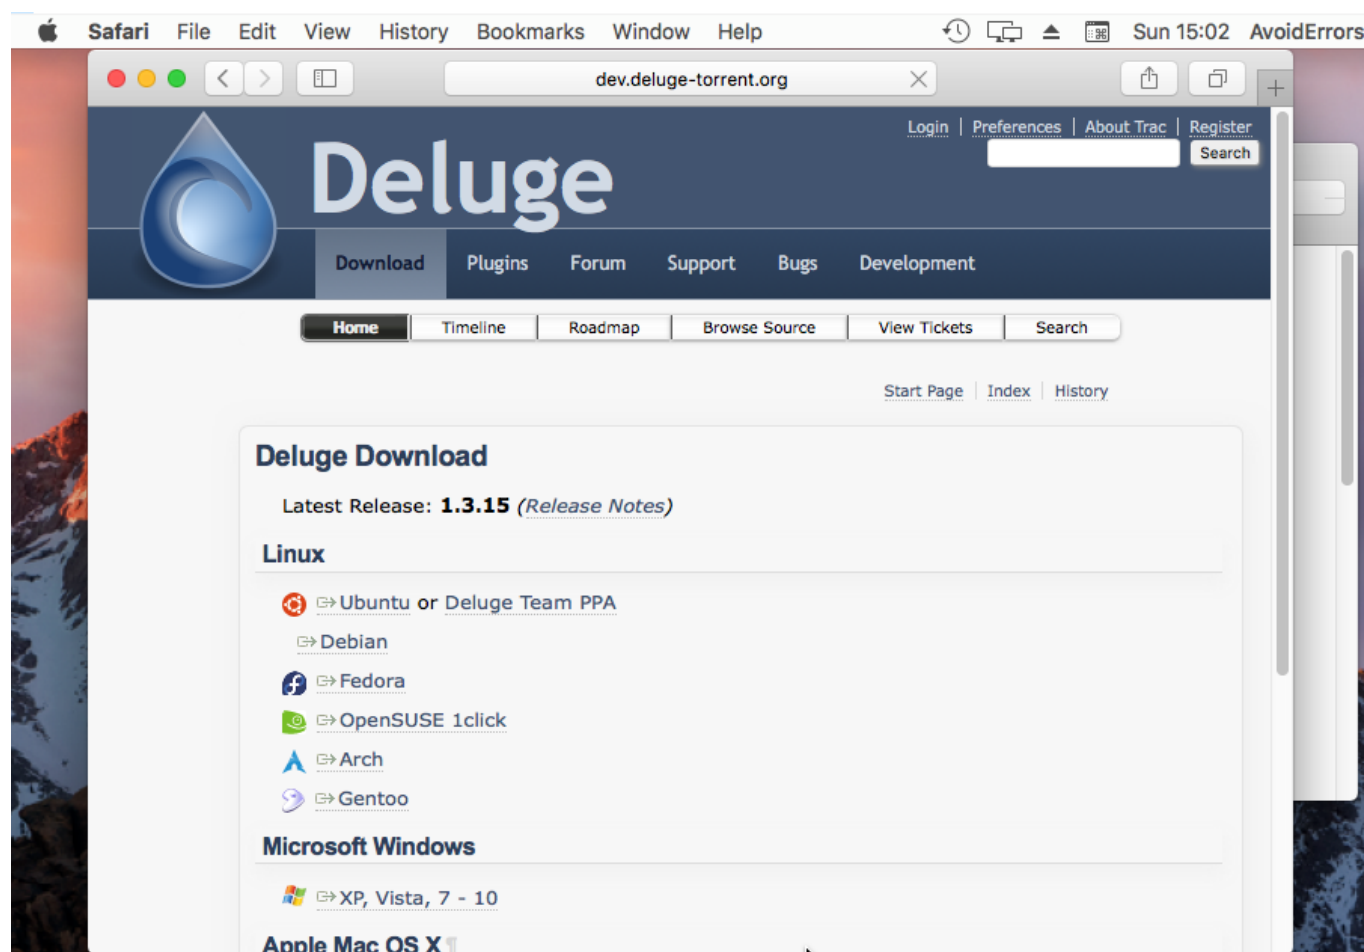 Safari File Edit View History Bookmarks Window Help Sun 15:02 AvoidErrors
dev.deluge-torrent.org
Login Preferences About Trac Register
Search
Deluge
Download Plugins Forum Support Bugs Development
Home Timeline Roadmap Browse Source View Tickets Search
Start Page Index History
Deluge Download
Latest Release: 1.3.15 (Release Notes)
Linux
Ubuntu or Deluge Team PPA
Debian
Fedora
OpenSUSE 1click
Arch
Gentoo
Microsoft Windows
XP, Vista, 7 - 10
Apple Mac OS X ¶